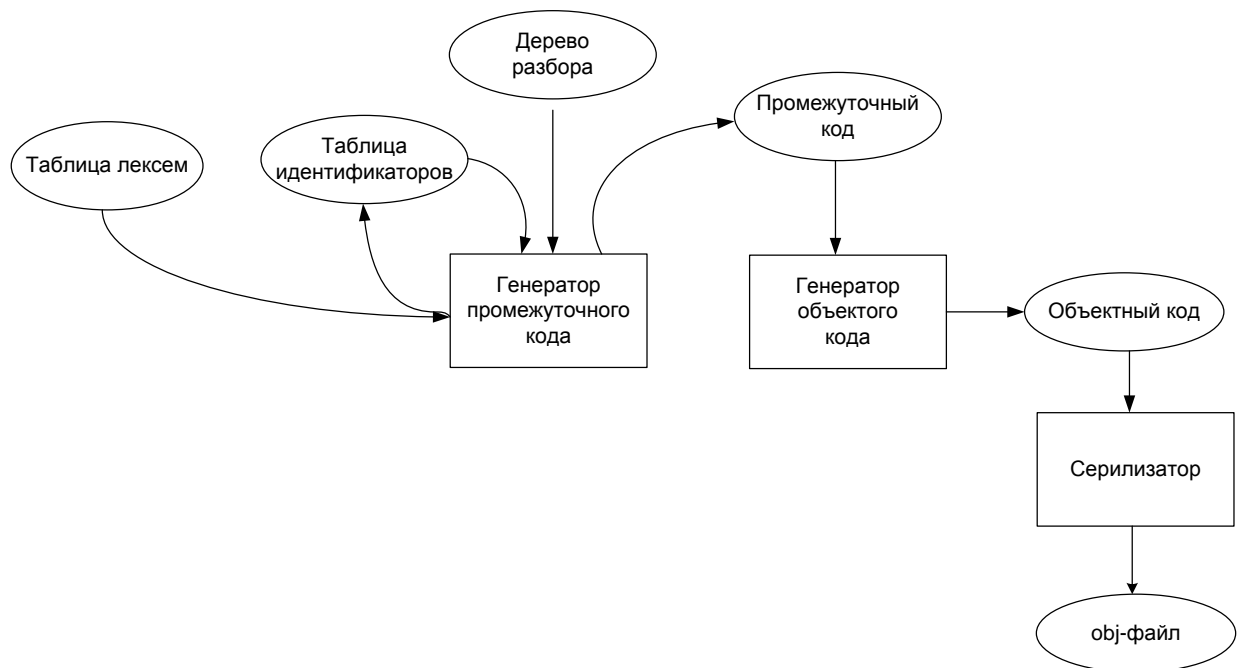 Дерево
разбора
Промежуточный
код
Таблица
идентификаторов
Таблица лексем
Генератор
промежуточного
кода
Генератор
объектого
кода
Объектный код
Серилизатор
obj-файл